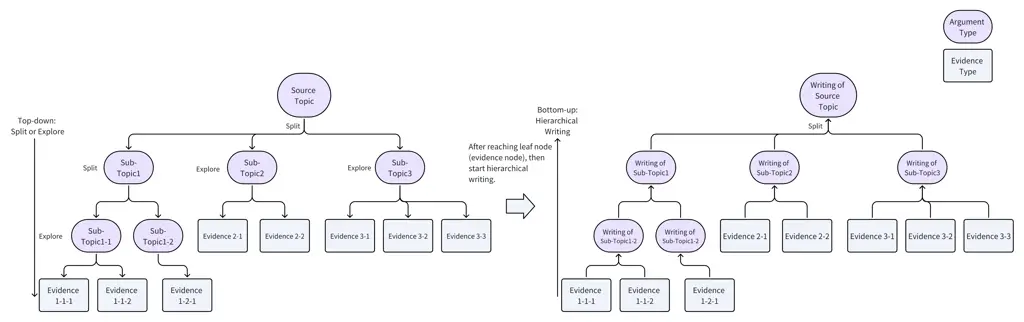 Argument
Type
Evidence
Type
Source
Topic
Top-down:
Split or Explore
Split
Split
Sub-
Topic1
Explore
Sub-
Topic2
Explore
Sub-
Topic3
Explore
Sub-
Topic1-1
Sub-
Topic1-2
Evidence 2-1
Evidence 2-2
Evidence 3-1
Evidence 3-2
Evidence 3-3
Evidence
1-1-1
Evidence
1-1-2
Evidence
1-2-1
After reaching leaf node
(evidence node), then
start hierarchical
writing.
Bottom-up:
Hierarchical
Writing
Writing of
Source
Topic
Split
Writing of
Sub-Topic1
Writing of
Sub-Topic2
Writing of
Sub-Topic3
Writing of
Sub-Topic1-2
Writing of
Sub-Topic1-2
Evidence 2-1
Evidence 2-2
Evidence 3-1
Evidence 3-2
Evidence 3-3
Evidence
1-1-1
Evidence
1-1-2
Evidence
1-2-1